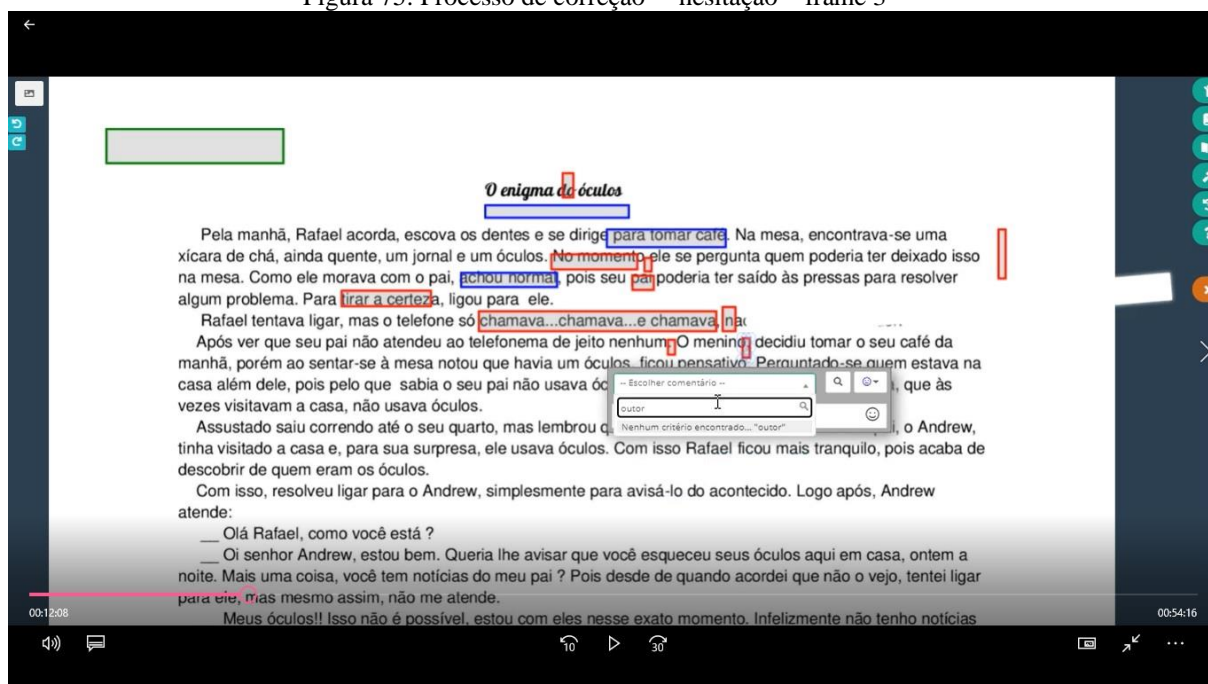 Figura 75: Processo de correção – hesitação – frame 3
O enigma do óculos
Pela manhã, Rafael acorda, escova os dentes e se dirige para tomar café. Na mesa, encontrava-se uma
xícara de chá, ainda quente, um jornal e um óculos. No momento ele se pergunta quem poderia ter deixado isso
na mesa. Como ele morava com o pai, achou normal, pois seu pai poderia ter saído às pressas para resolver
algum problema. Para tirar a certeza, ligou para ele.
Rafael tentava ligar, mas o telefone só chamava...chamava...e chamava,
Após ver que seu pai não atendeu ao telefonema de jeito nenhum. O menino, decidiu tomar o seu café da
manhã, porém ao sentar-se à mesa notou que havia um óculos, ficou pensativo. Perguntado-se quem estava na
casa além dele, pois pelo que sabia o seu pai não usava , que às
-- Escolher comentário --
vezes visitavam a casa, não usava óculos.
outor
Nenhum critério encontrado... "outor"
Assustado saiu correndo até o seu quarto, mas lembrou , o Andrew,
tinha visitado a casa e, para sua surpresa, ele usava óculos. Com isso Rafael ficou mais tranquilo, pois acaba de
descobrir de quem eram os óculos.
Com isso, resolveu ligar para o Andrew, simplesmente para avisá-lo do acontecido. Logo após, Andrew
atende:
__ Olá Rafael, como você está ?
__ Oi senhor Andrew, estou bem. Queria lhe avisar que você esqueceu seus óculos aqui em casa, ontem a
noite. Mais uma coisa, você tem notícias do meu pai ? Pois desde de quando acordei que não o vejo, tentei ligar
para ele, mas mesmo assim, não me atende.
Meus óculos!! Isso não é possível, estou com eles nesse exato momento. Infelizmente não tenho notícias
00:12:08
00:54:16
10
30